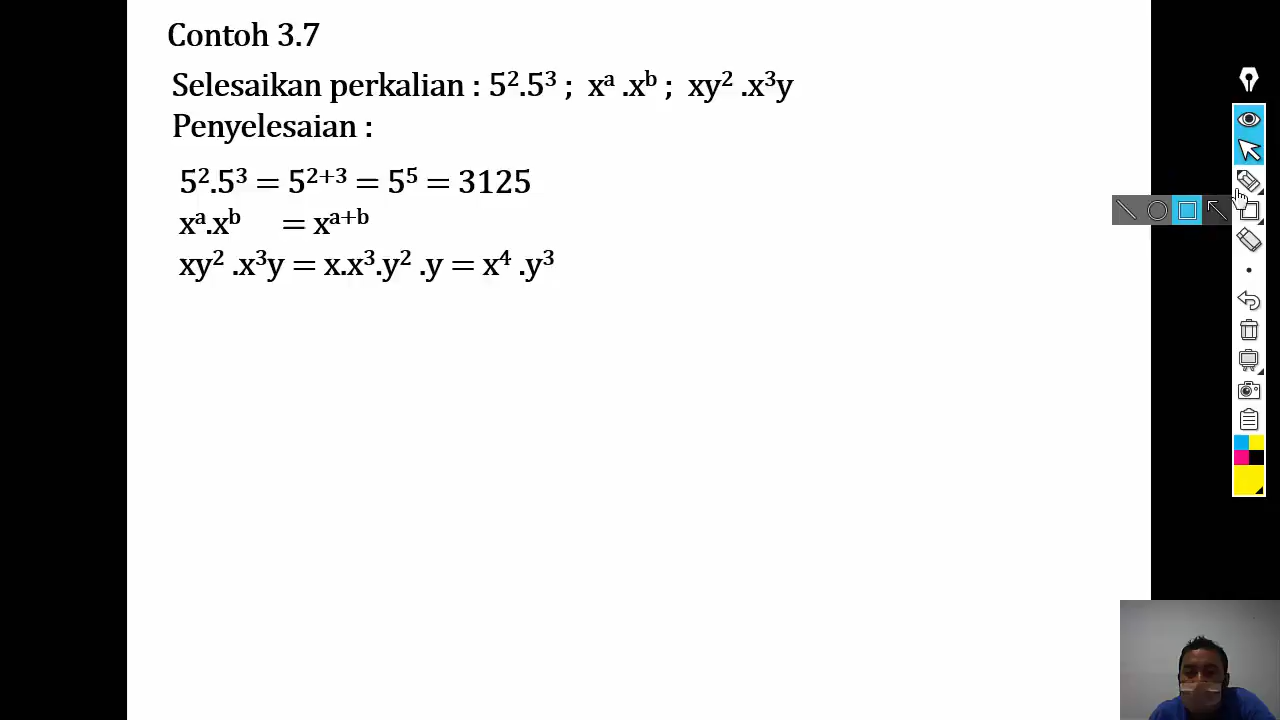 Contoh 3.7
Selesaikan perkalian : 5².5³ ; xᵃ .xᵇ ; xy² .x³y
Penyelesaian :
5².5³ = 5²⁺³ = 5⁵ = 3125
xᵃ.xᵇ = xᵃ⁺ᵇ
xy² .x³y = x.x³.y² .y = x⁴ .y³